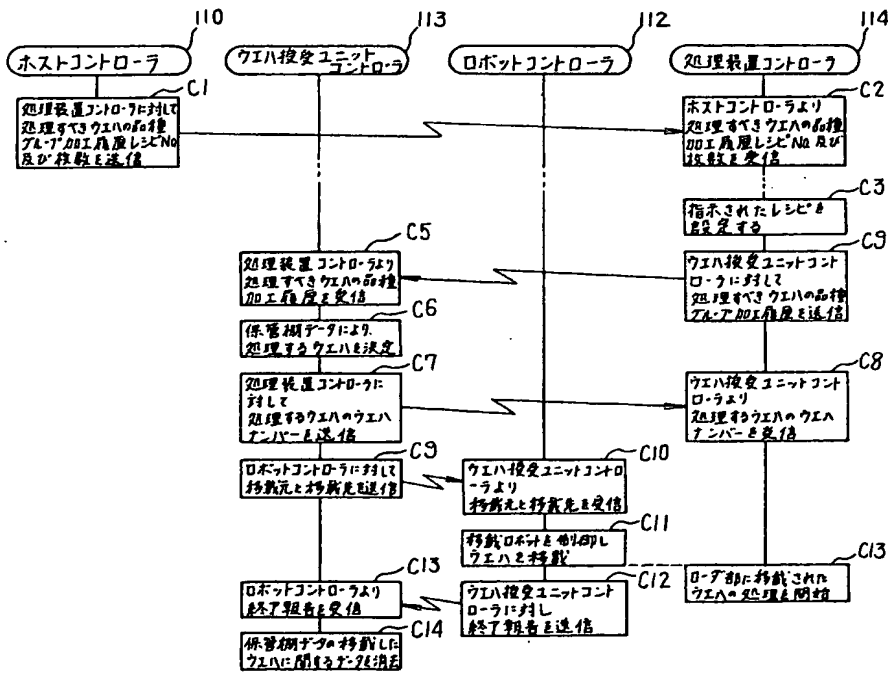 110
113
112
114
ホストコントローラ
ウエハ授受ユニット
コントローラ
ロボットコントローラ
処理装置コントローラ
C1
処理装置コントローラに対して
処理すべきウエハの品種
グループ加工履歴レシピNo.
及び枚数を送信
C2
ホストコントローラより
処理すべきウエハの品種
加工履歴レシピNo.及び
枚数を受信
C3
指示されたレシピを
設定する
C5
処理装置コントローラより
処理すべきウエハの品種
加工履歴を受信
C9
ウエハ授受ユニットコント
ローラに対して
処理すべきウエハの品種
グループ加工履歴を送信
C6
保管棚データにより、
処理するウエハを決定
C7
処理装置コントローラに
対して
処理するウエハのウエハ
ナンバーを送信
C8
ウエハ授受ユニットコント
ローラより
処理するウエハのウエハ
ナンバーを受信
C9
ロボットコントローラに対して
移載元と移載先を送信
C10
ウエハ授受ユニットコントロ
ーラより
移載元と移載先を受信
C11
移載ロボットを制御し
ウエハを移載
C13
ローダ部に移載された
ウエハの処理を開始
C13
ロボットコントローラより
終了報告を受信
C12
ウエハ授受ユニットコント
ローラに対し
終了報告を送信
C14
保管棚データの移載した
ウエハに関するデータを消去